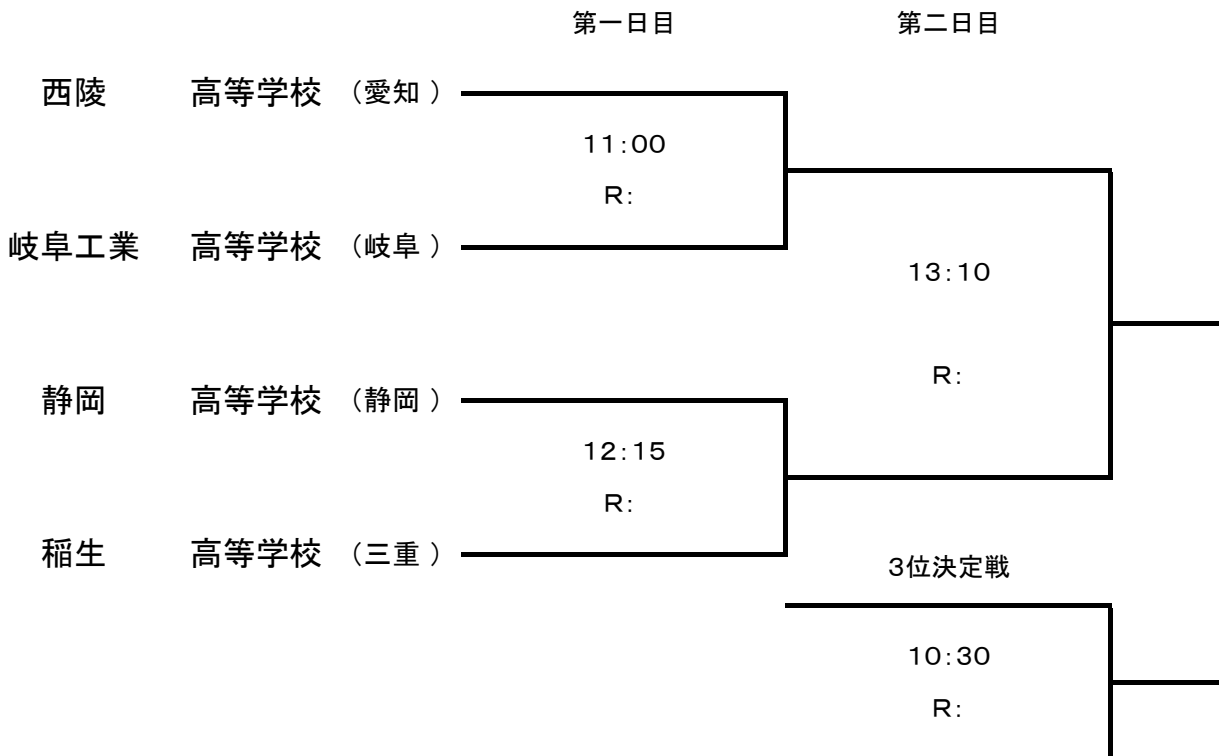 第一日目 第二日目
西陵 高等学校 （愛知 ）
11:00
R:
岐阜工業 高等学校 （岐阜 ）
13:10
R:
静岡 高等学校 （静岡 ）
12:15
R:
稲生 高等学校 （三重 ）
3位決定戦
10:30
R: